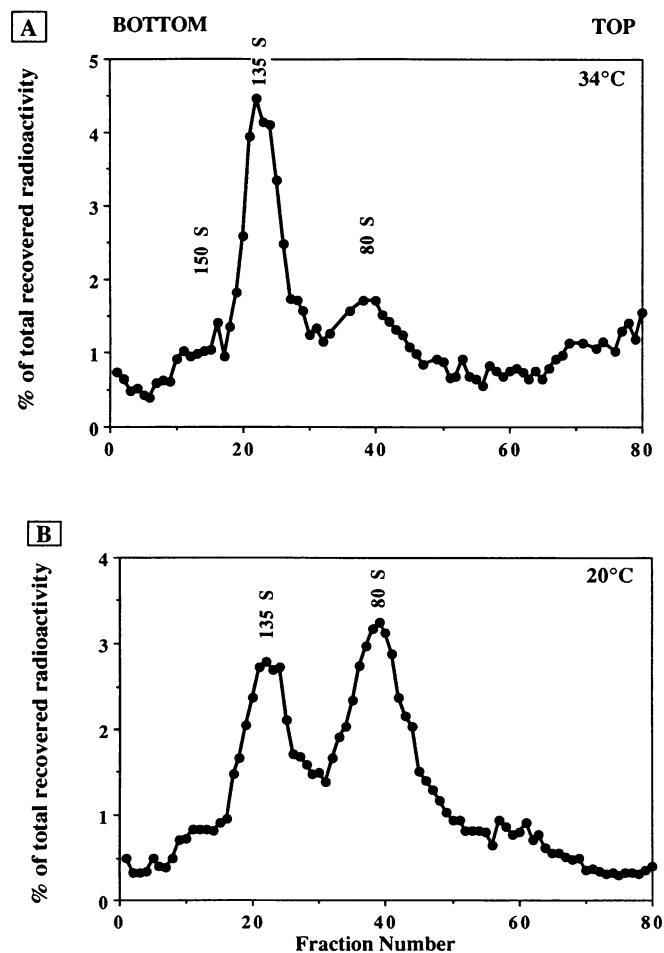 A
BOTTOM
TOP
135 S
34°C
150 S
80 S
% of total recovered radioactivity
5
4
3
2
1
0
0
20
40
60
80
B
135 S
80 S
20°C
% of total recovered radioactivity
4
3
2
1
0
0
20
40
60
80
Fraction Number